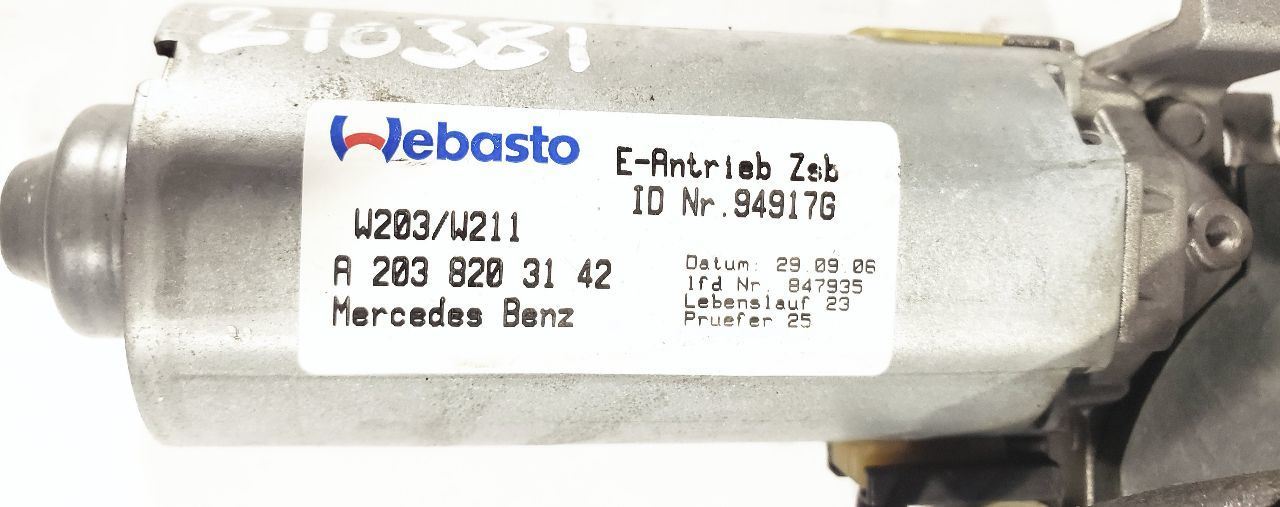 210381
Webasto
E-Antrieb Zsb
ID Nr.94917G
W203/W211
A 203 820 31 42
Mercedes Benz
Datum: 29.09.06
lfd Nr. 847935
Lebenslauf 23
Pruefer 25